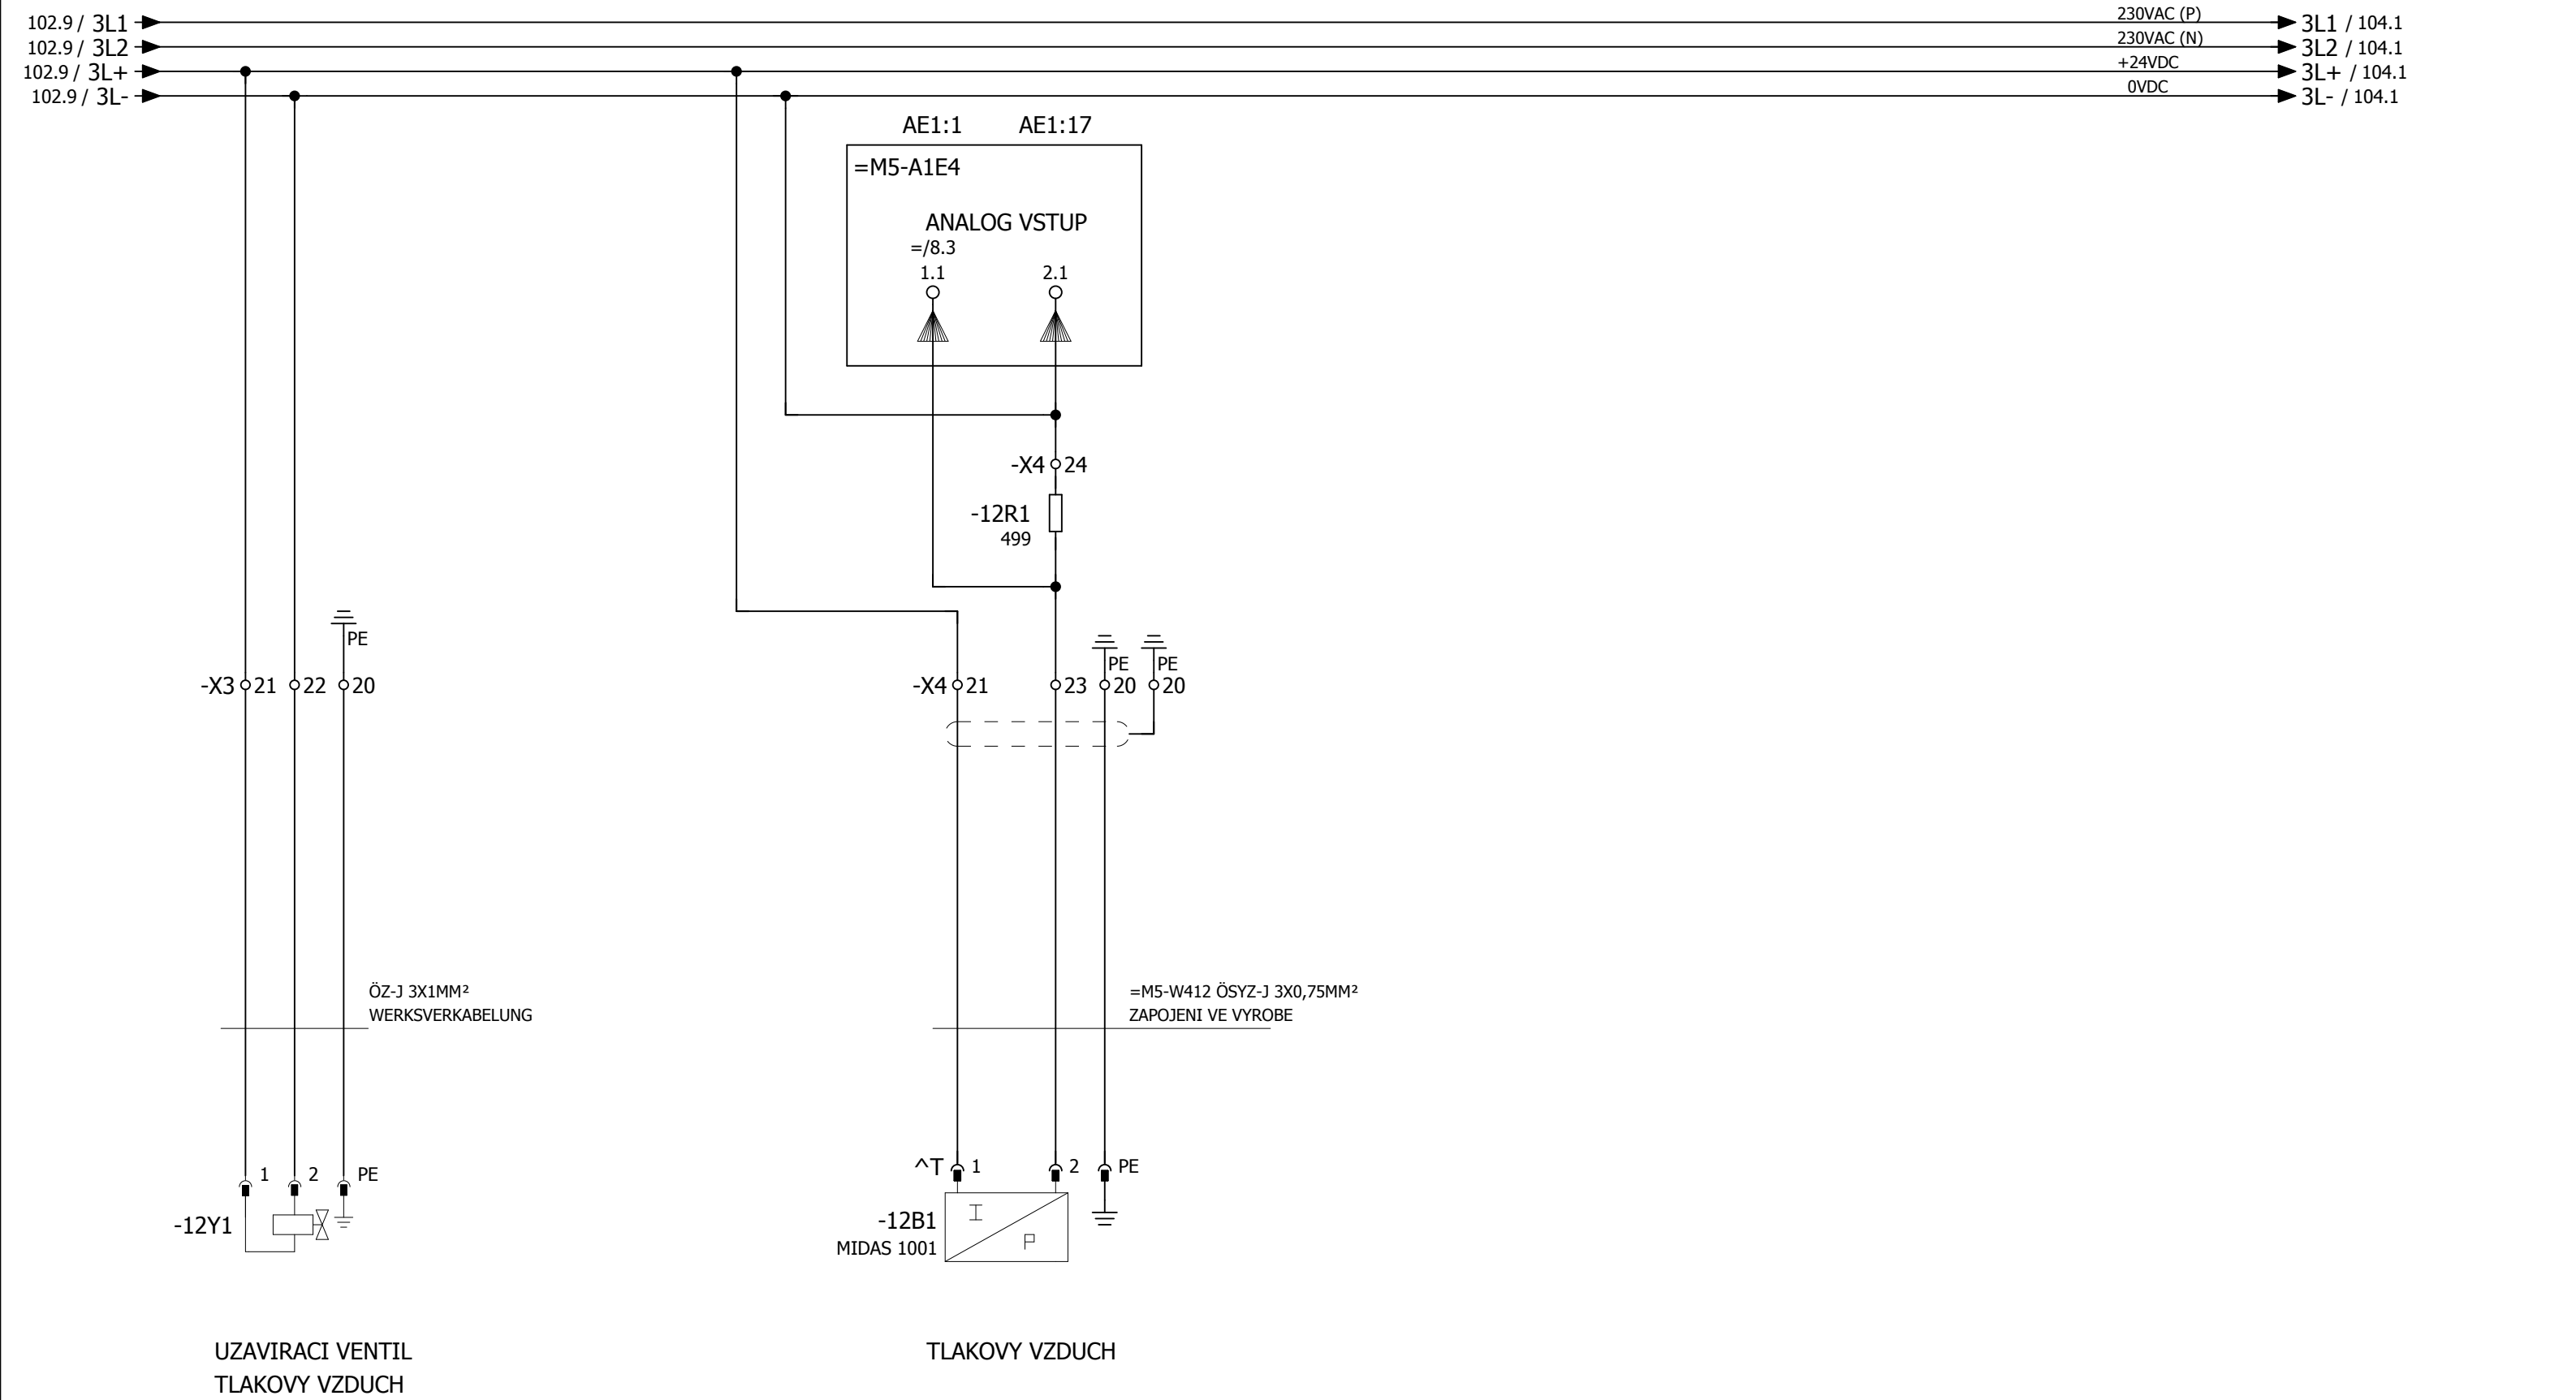 102.9 / 3L1
230VAC (P)
3L1 / 104.1
102.9 / 3L2
230VAC (N)
3L2 / 104.1
102.9 / 3L+
+24VDC
3L+ / 104.1
102.9 / 3L-
0VDC
3L- / 104.1
AE1:1 AE1:17
=M5-A1E4
ANALOG VSTUP
=/8.3
1.1 2.1
-X4 24
-12R1
499
PE
PE PE
-X3 21 22 20
-X4 21 23 20 20
ÖZ-J 3X1MM²
WERKSVERKABELUNG
=M5-W412 ÖSYZ-J 3X0,75MM²
ZAPOJENI VE VYROBE
1 2 PE
-12Y1
^T 1 2 PE
-12B1
MIDAS 1001
I
P
UZAVIRACI VENTIL
TLAKOVY VZDUCH
TLAKOVY VZDUCH